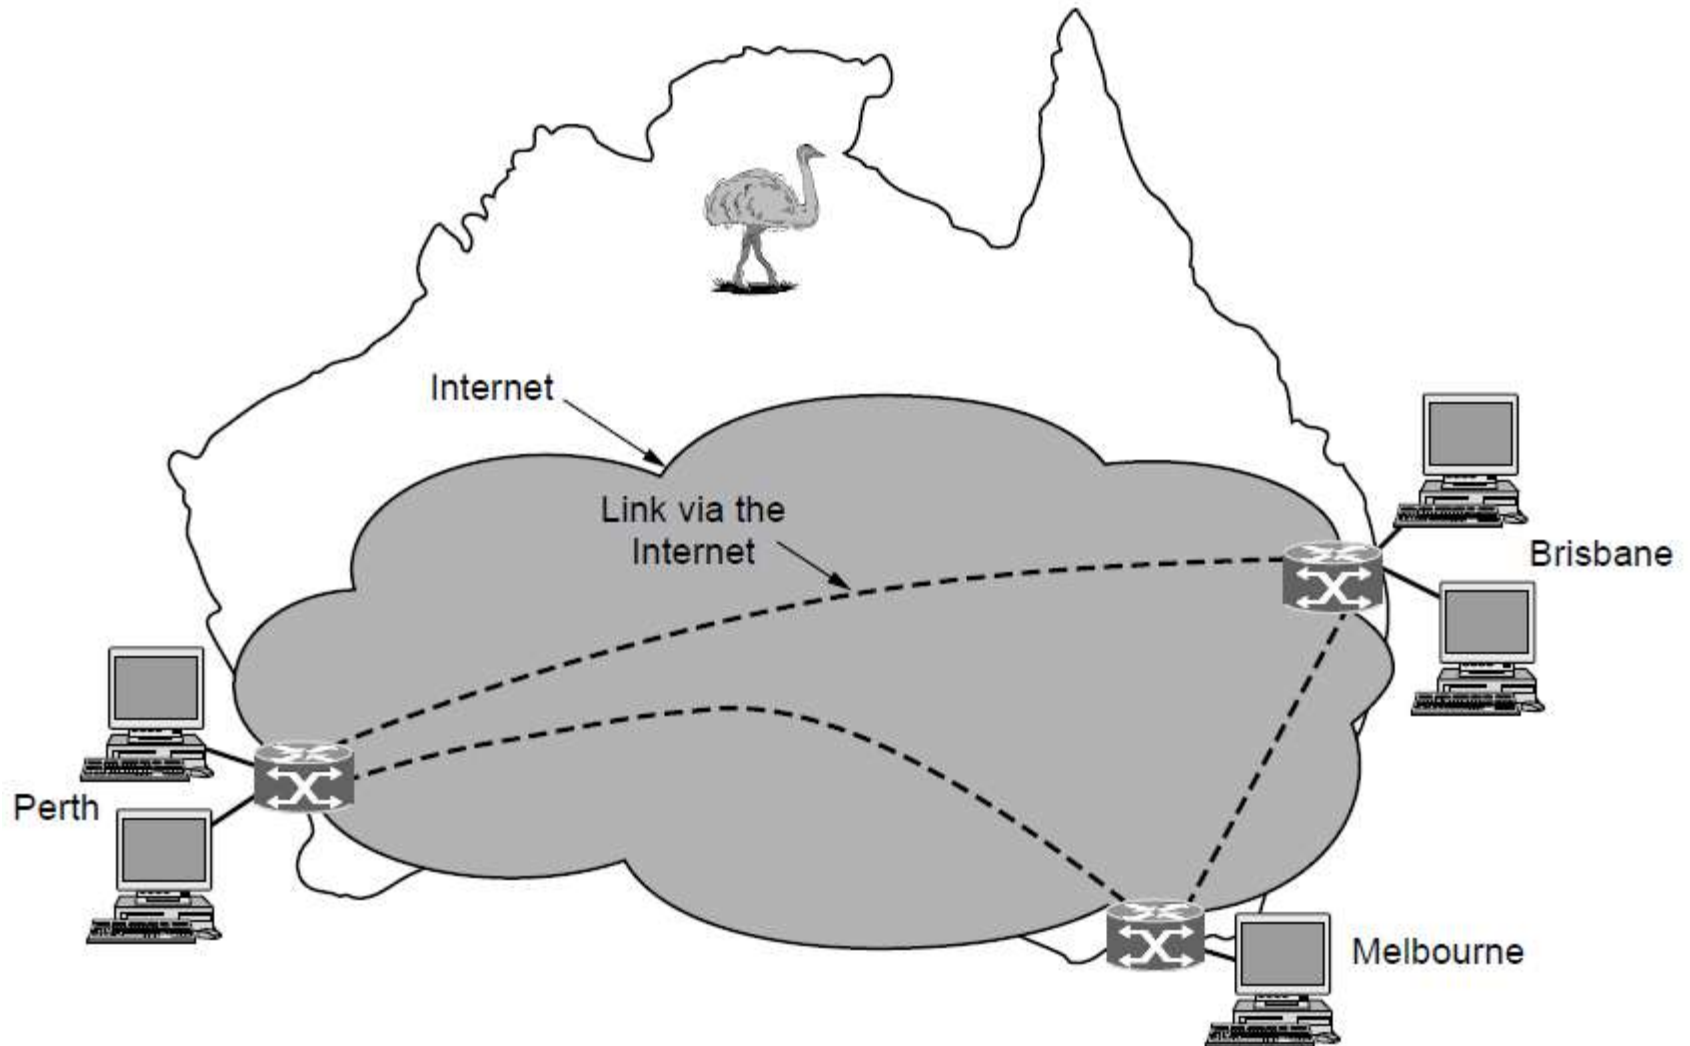 Internet
Link via the
Internet
Brisbane
Perth
Melbourne